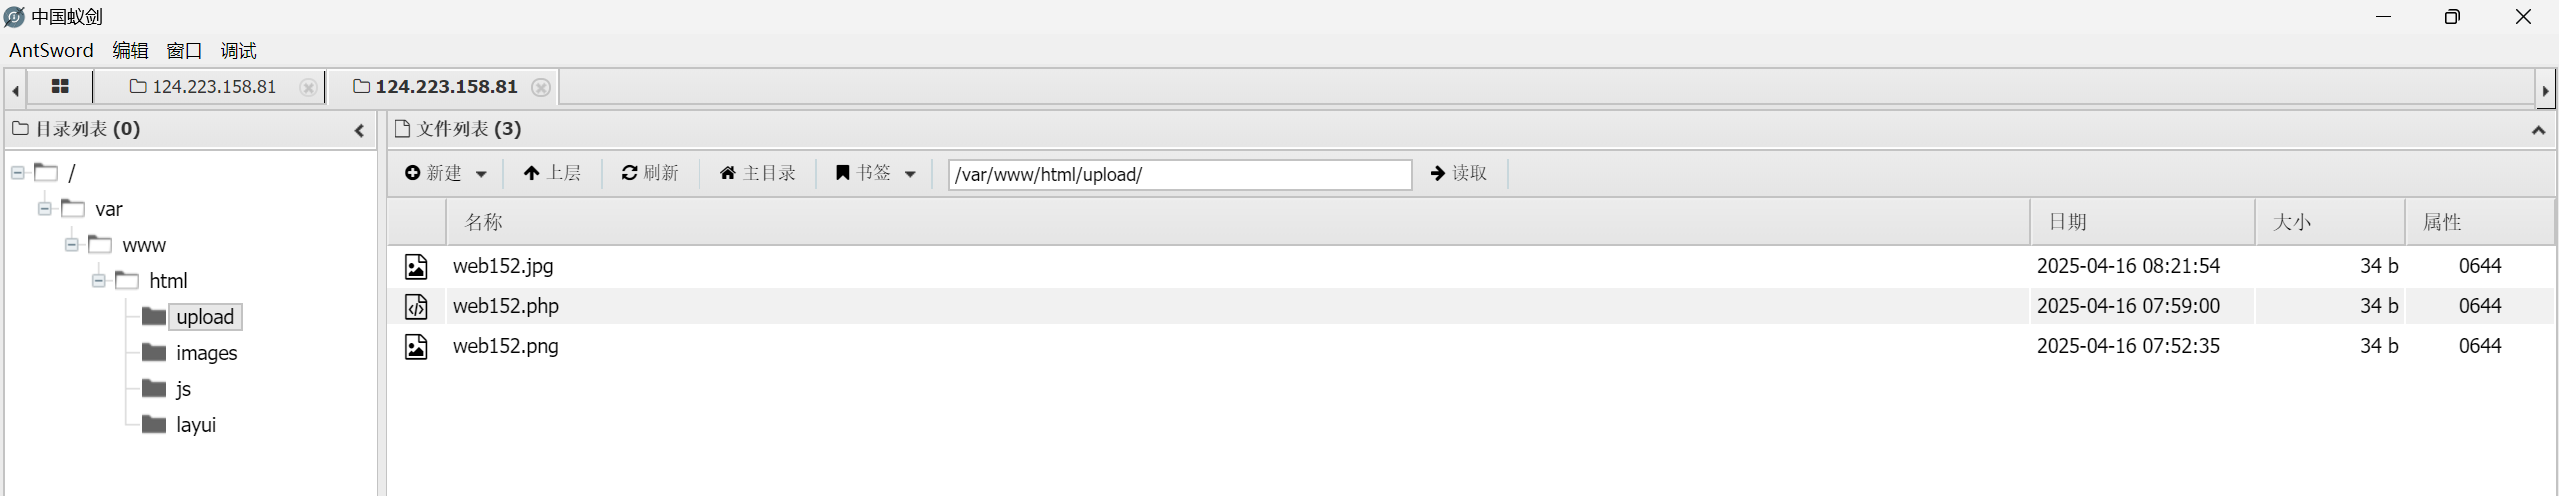 中国蚁剑
AntSword 编辑 窗口 调试
124.223.158.81 124.223.158.81
目录列表 (0)
/
var
www
html
upload
images
js
layui
文件列表 (3)
新建 上层 刷新 主目录 书签 /var/www/html/upload/ 读取
名称 日期 大小 属性
web152.jpg 2025-04-16 08:21:54 34 b 0644
web152.php 2025-04-16 07:59:00 34 b 0644
web152.png 2025-04-16 07:52:35 34 b 0644